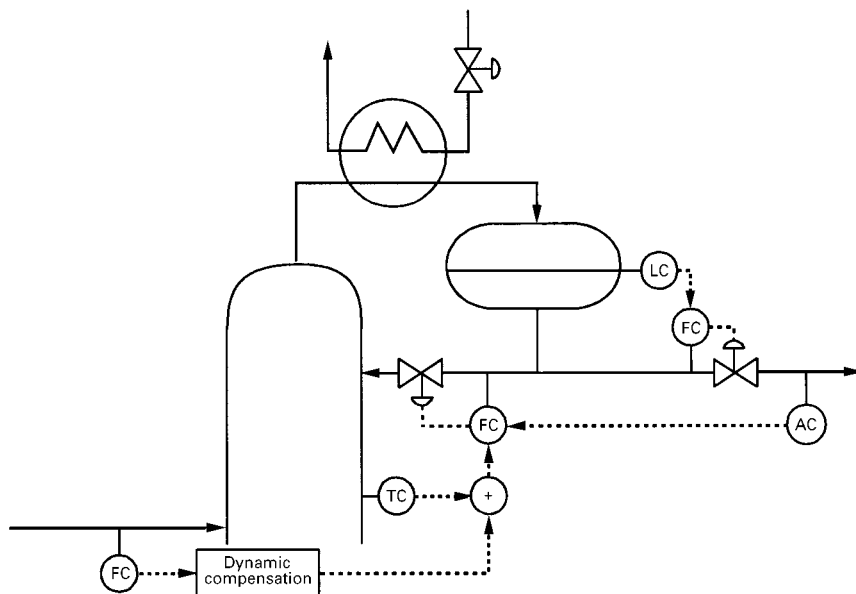 LC
FC
FC
AC
TC
+
FC
Dynamic
compensation